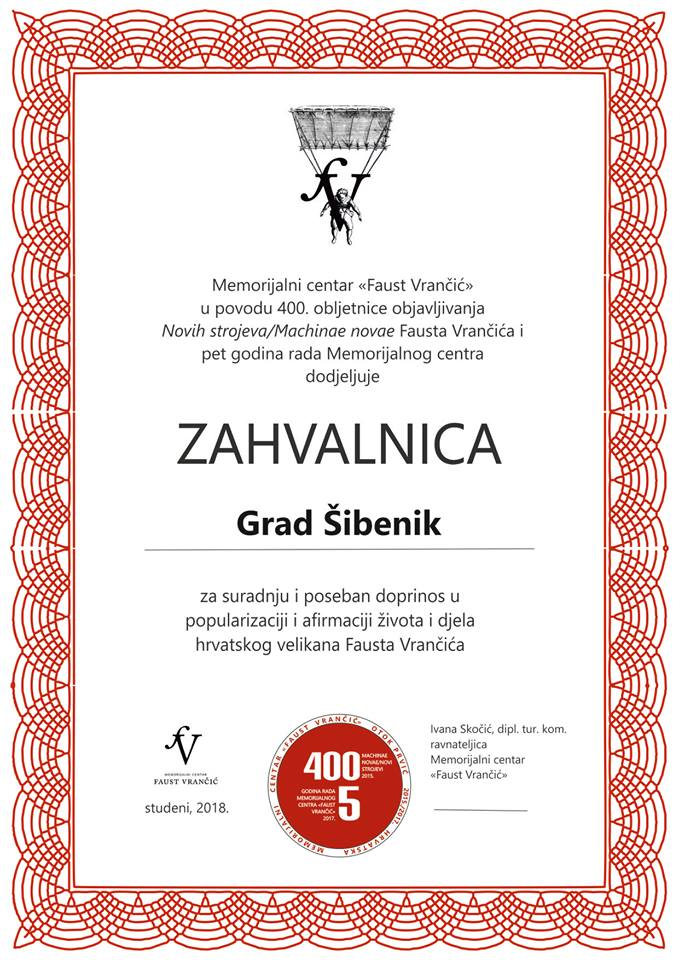 fv
Memorijalni centar «Faust Vrančić»
u povodu 400. obljetnice objavljivanja
Novih strojeva/Machinae novae Fausta Vrančića i
pet godina rada Memorijalnog centra
dodjeljuje
ZAHVALNICA
Grad Šibenik
za suradnju i poseban doprinos u
popularizaciji i afirmaciji života i djela
hrvatskog velikana Fausta Vrančića
fv
MEMORIJALNI CENTAR
FAUST VRANČIĆ
studeni, 2018.
MEMORIJALNI CENTAR «FAUST VRANČIĆ» OTOK PRVIĆ 2015/2017. HRVATSKA
400
MACHINAE
NOVAE/NOVI
STROJEVI
2015.
GODINA RADA
MEMORIJALNOG
CENTRA «FAUST
VRANČIĆ»
2017.
5
Ivana Skočić, dipl. tur. kom.
ravnateljica
Memorijalni centar
«Faust Vrančić»